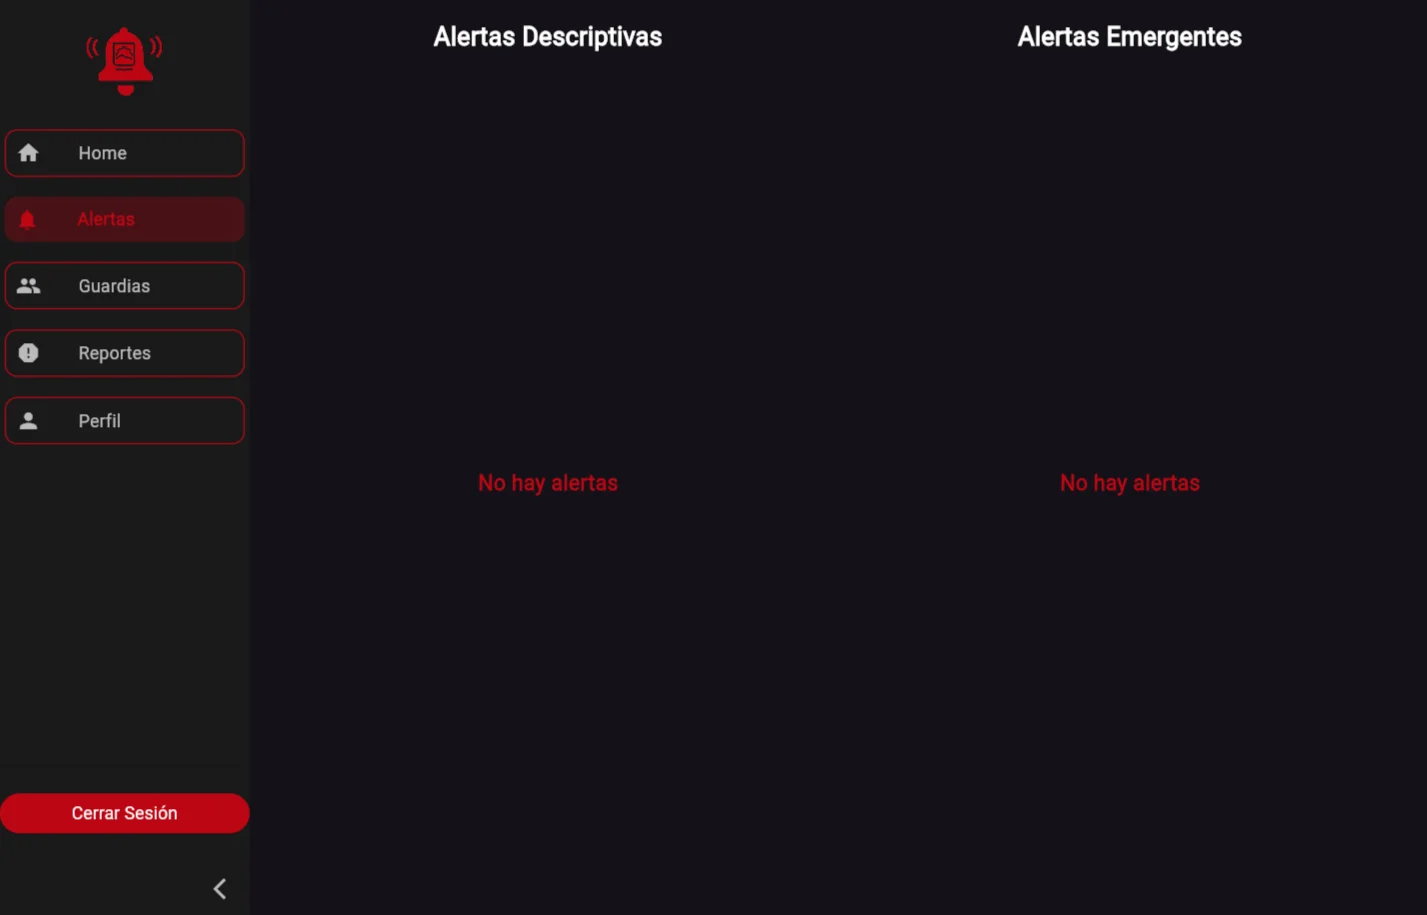 Home
Alertas
Guardias
Reportes
Perfil
Cerrar Sesión
Alertas Descriptivas
No hay alertas
Alertas Emergentes
No hay alertas